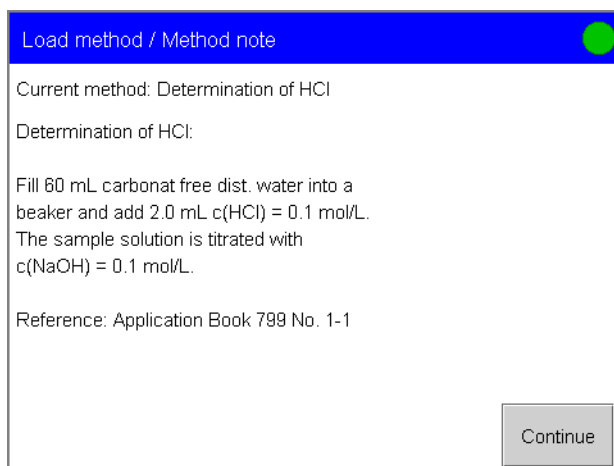 Load method / Method note
Current method: Determination of HCl
Determination of HCl:
Fill 60 mL carbonat free dist. water into a
beaker and add 2.0 mL c(HCl) = 0.1 mol/L.
The sample solution is titrated with
c(NaOH) = 0.1 mol/L.
Reference: Application Book 799 No. 1-1
Continue